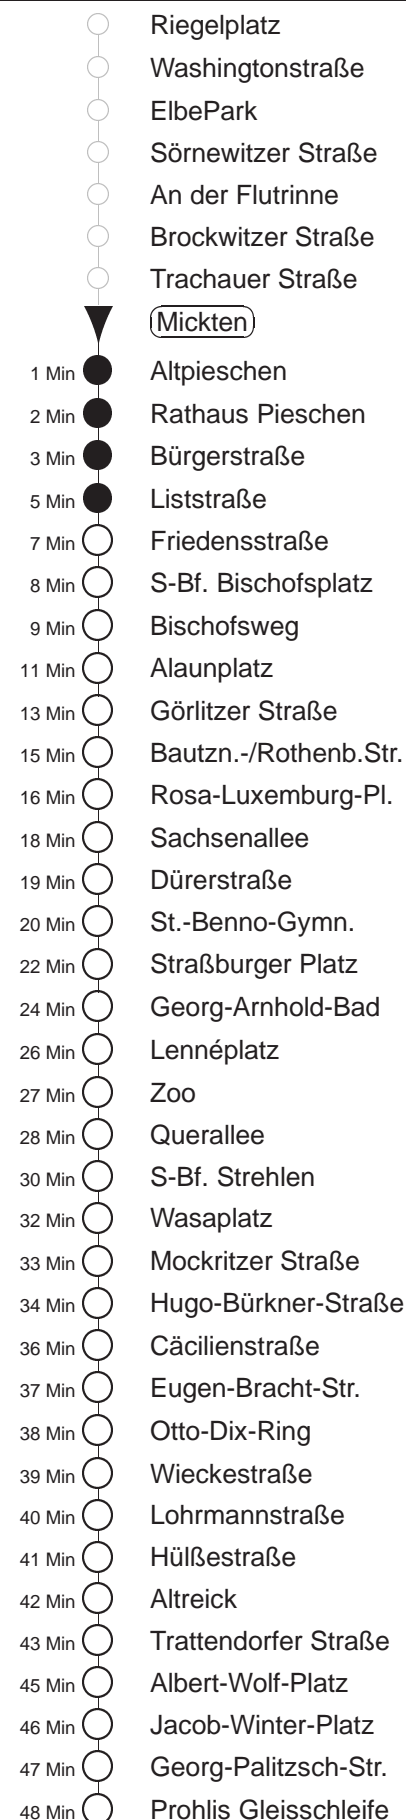 Riegelplatz
Washingtonstraße
ElbePark
Sörnewitzer Straße
An der Flutrinne
Brockwitzer Straße
Trachauer Straße
Mickten
1 Min Altpieschen
2 Min Rathaus Pieschen
3 Min Bürgerstraße
5 Min Liststraße
7 Min Friedensstraße
8 Min S-Bf. Bischofsplatz
9 Min Bischofsweg
11 Min Alaunplatz
13 Min Görlitzer Straße
15 Min Bautzn.-/Rothenb.Str.
16 Min Rosa-Luxemburg-Pl.
18 Min Sachsenallee
19 Min Dürerstraße
20 Min St.-Benno-Gymn.
22 Min Straßburger Platz
24 Min Georg-Arnhold-Bad
26 Min Lennéplatz
27 Min Zoo
28 Min Querallee
30 Min S-Bf. Strehlen
32 Min Wasaplatz
33 Min Mockritzer Straße
34 Min Hugo-Bürkner-Straße
36 Min Cäcilienstraße
37 Min Eugen-Bracht-Str.
38 Min Otto-Dix-Ring
39 Min Wieckestraße
40 Min Lohrmannstraße
41 Min Hülßestraße
42 Min Altreick
43 Min Trattendorfer Straße
45 Min Albert-Wolf-Platz
46 Min Jacob-Winter-Platz
47 Min Georg-Palitzsch-Str.
48 Min Prohlis Gleisschleife